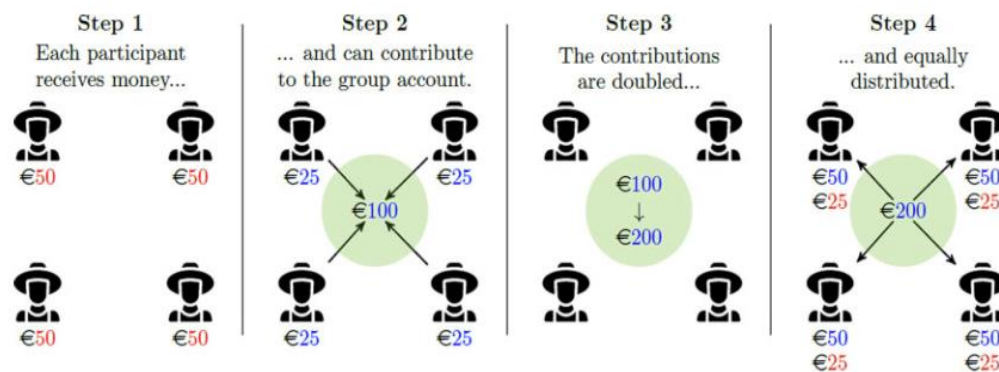 Step 1
Each participant
receives money...
€50
€50
€50
€50
Step 2
... and can contribute
to the group account.
€25
€25
€100
€25
€25
Step 3
The contributions
are doubled...
€100
↓
€200
Step 4
... and equally
distributed.
€50
€25
€50
€25
€200
€50
€25
€50
€25